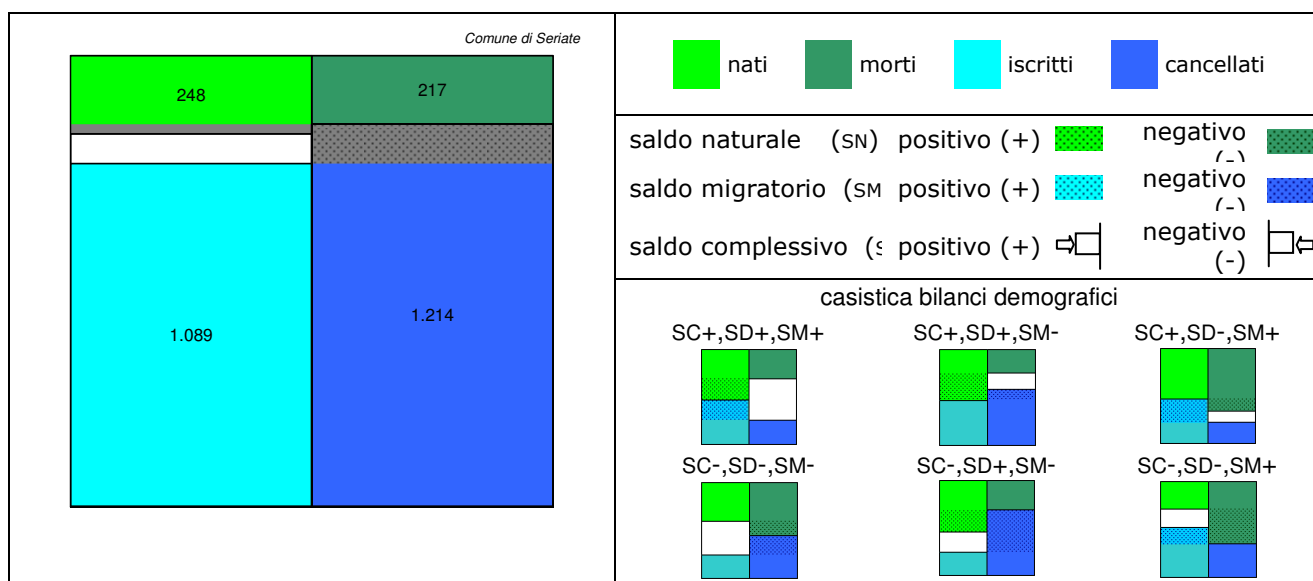 Comune di Seriate
248
217
1.089
1.214
nati
morti
iscritti
cancellati
saldo naturale (SN) positivo (+) negativo
(-)
saldo migratorio (SM positivo (+) negativo
(-)
saldo complessivo (s positivo (+) negativo
(-)
casistica bilanci demografici
SC+,SD+,SM+
SC+,SD+,SM-
SC+,SD-,SM+
SC-,SD-,SM-
SC-,SD+,SM-
SC-,SD-,SM+